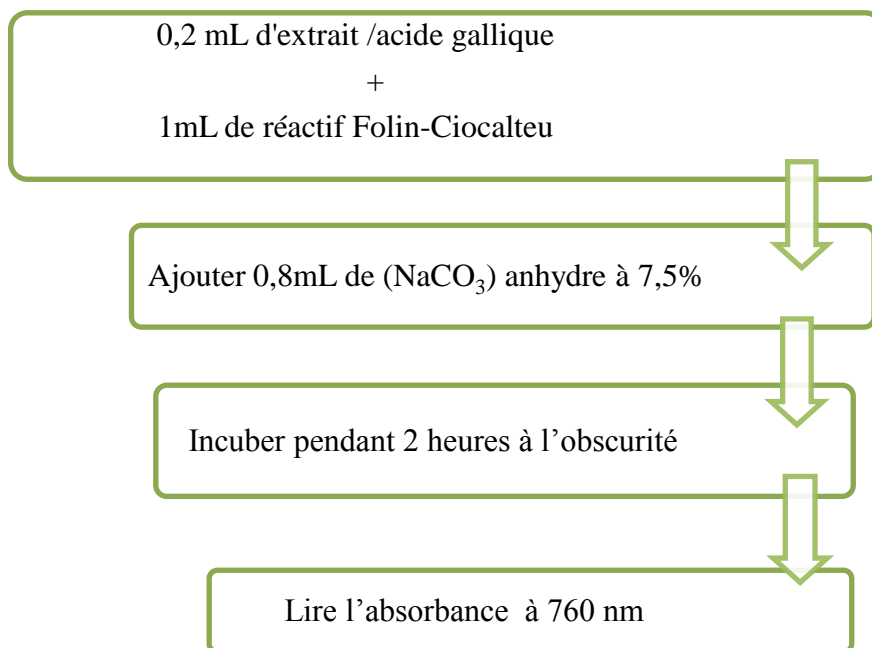 0,2 mL d'extrait /acide gallique
+
1mL de réactif Folin-Ciocalteu
Ajouter 0,8mL de (NaCO₃) anhydre à 7,5%
Incuber pendant 2 heures à l’obscurité
Lire l’absorbance à 760 nm